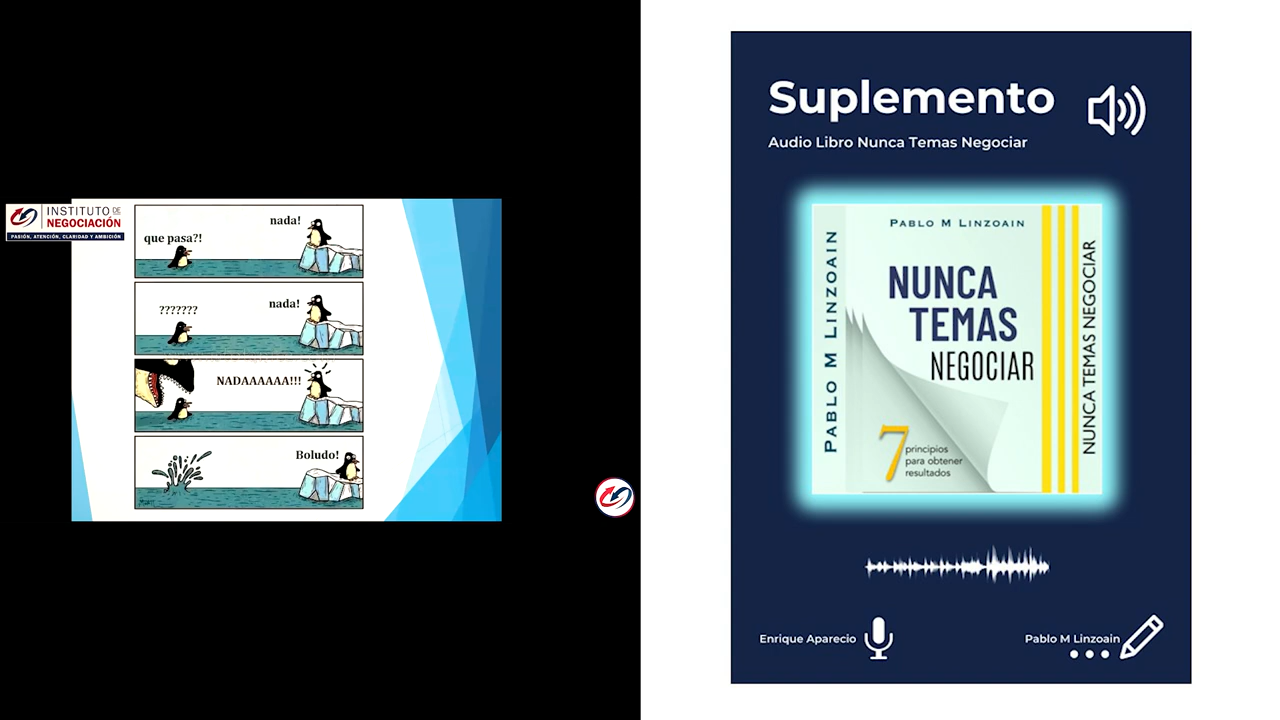 INSTITUTO DE
NEGOCIACIÓN
PASIÓN, ATENCIÓN, CLARIDAD Y AMBICIÓN
nada!
que pasa?!
nada!
???????
NADAAAAAA!!!
Boludo!
Suplemento
Audio Libro Nunca Temas Negociar
PABLO M LINZOAIN
PABLO M LINZOAIN
NUNCA
TEMAS
NEGOCIAR
7 principios
para obtener
resultados
NUNCA TEMAS NEGOCIAR
Enrique Aparecio
Pablo M Linzoain